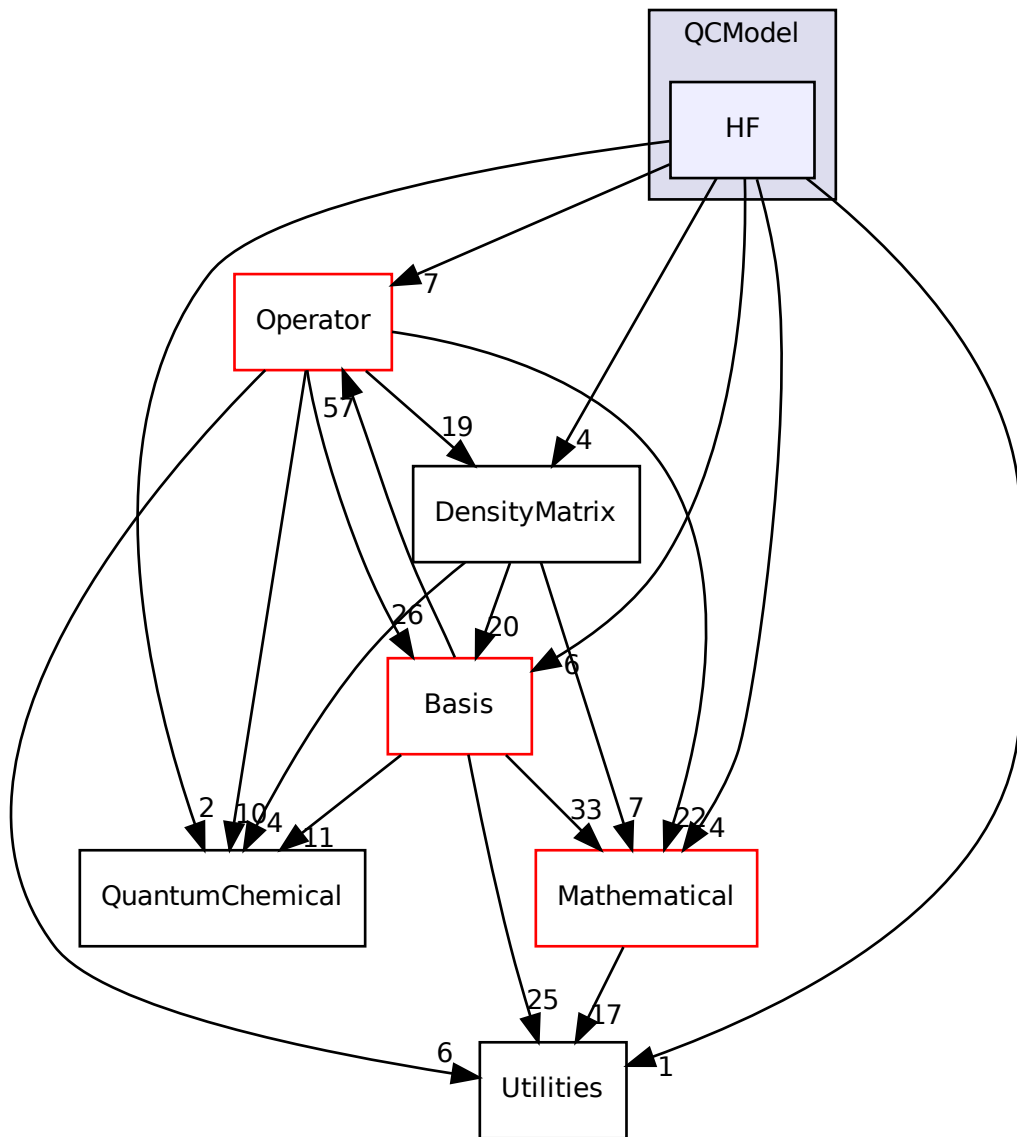 QCModel
HF
7
Operator
57
19
4
DensityMatrix
26
20
6
Basis
2
10
4
11
33
7
22
4
QuantumChemical
Mathematical
25
17
6
1
Utilities